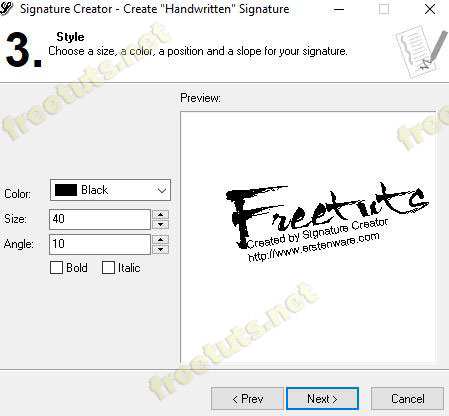 Signature Creator - Create "Handwritten" Signature
3.
Style
Choose a size, a color, a position and a slope for your signature.
freetuts.net
freetuts.net
Preview:
Color:
Black
Size:
40
Angle:
10
Bold
Italic
Freetuts
Created by Signature Creator
http://www.erstenware.com
freetuts.net
< Prev
Next >
Cancel